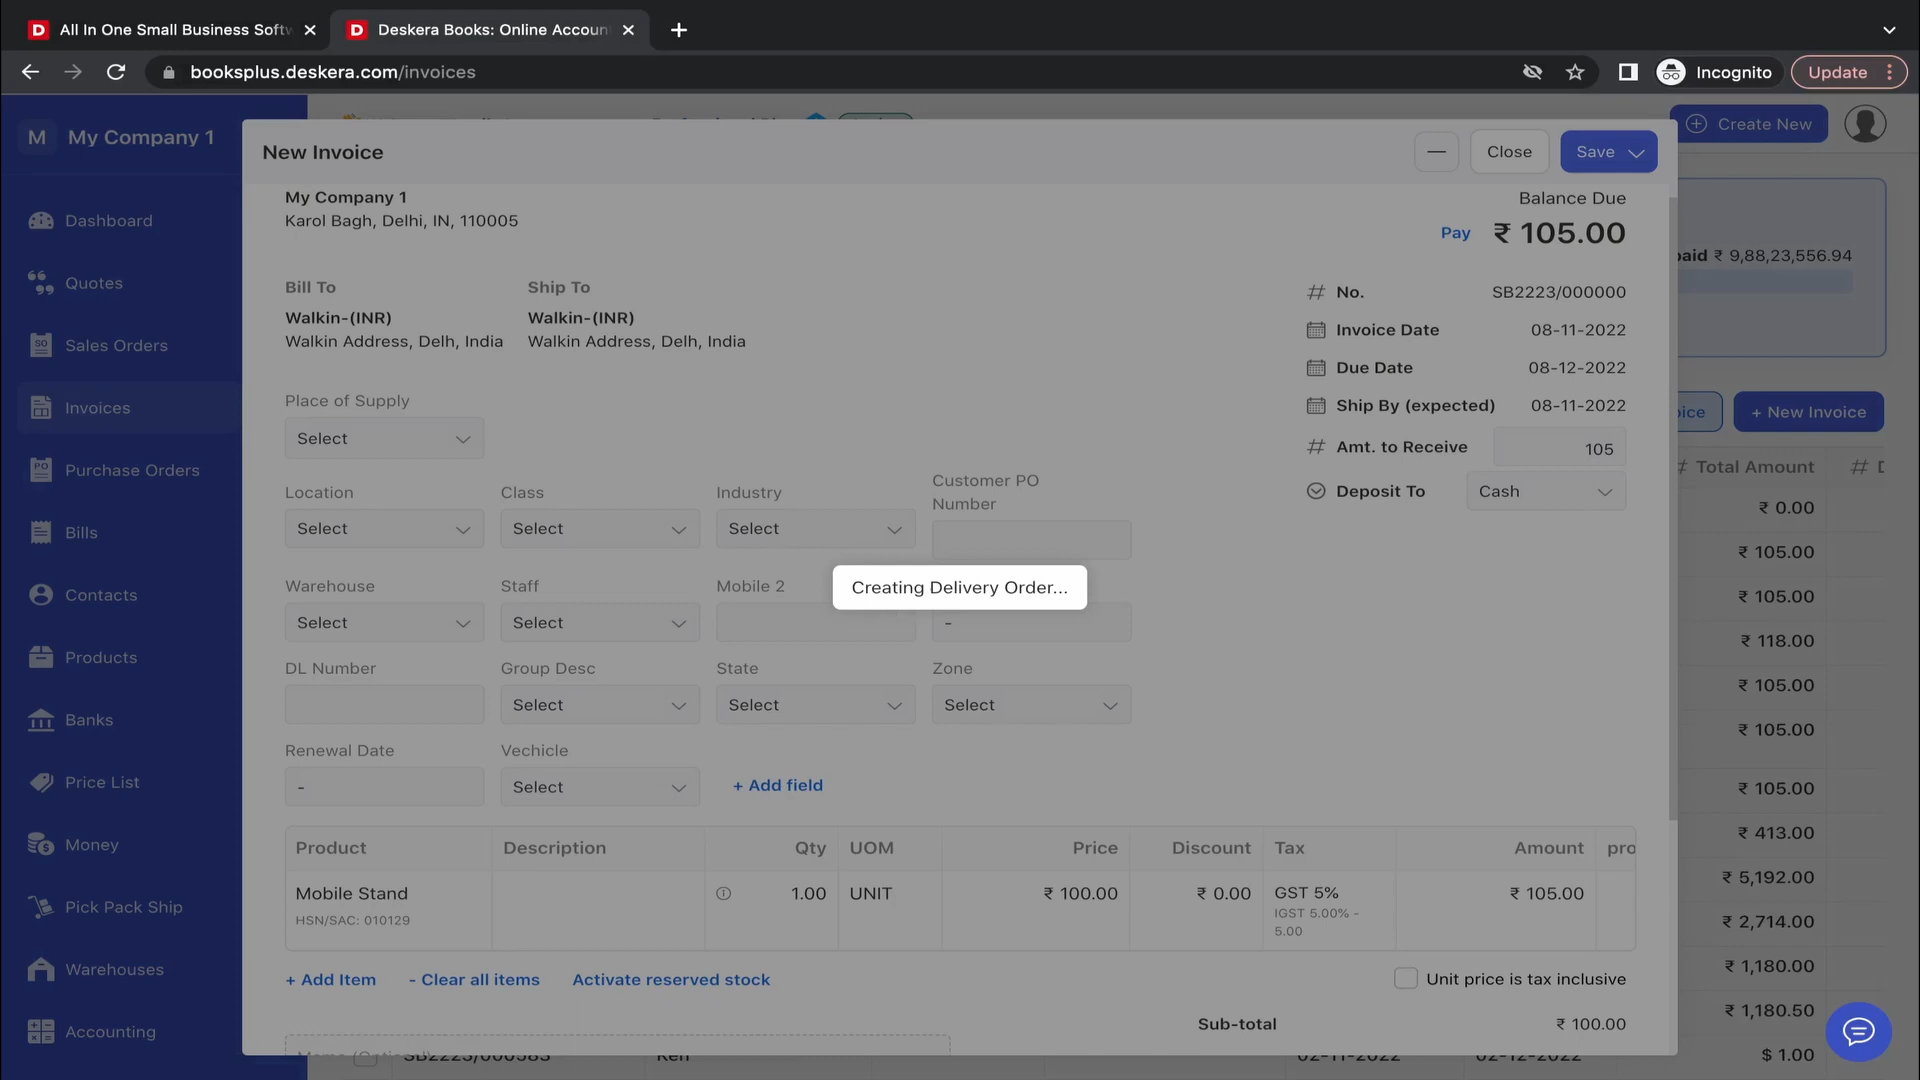 All In One Small Business Softw
Deskera Books: Online Accoun
booksplus.deskera.com/invoices
Incognito
Update
M My Company 1
Create New
New Invoice
Close
Save
My Company 1
Karol Bagh, Delhi, IN, 110005
Balance Due
Pay ₹ 105.00
paid ₹ 9,88,23,556.94
Dashboard
Quotes
Sales Orders
Invoices
Purchase Orders
Bills
Contacts
Products
Banks
Price List
Money
Pick Pack Ship
Warehouses
Accounting
Bill To
Walkin-(INR)
Walkin Address, Delh, India
Ship To
Walkin-(INR)
Walkin Address, Delh, India
# No. SB2223/000000
Invoice Date 08-11-2022
Due Date 08-12-2022
Ship By (expected) 08-11-2022
# Amt. to Receive 105
Deposit To Cash
Place of Supply
Select
Location Class Industry Customer PO Number
Select Select Select
Warehouse Staff Mobile 2
Select Select -
Creating Delivery Order...
DL Number Group Desc State Zone
Select Select Select
Renewal Date Vechicle
- Select + Add field
Product Description Qty UOM Price Discount Tax Amount pro
Mobile Stand 1.00 UNIT ₹ 100.00 ₹ 0.00 GST 5% ₹ 105.00
HSN/SAC: 010129 IGST 5.00% -
5.00
+ Add Item - Clear all items Activate reserved stock Unit price is tax inclusive
Sub-total ₹ 100.00
SB2223/000583 Ken 02-11-2022 02-12-2022
oice
+ New Invoice
# Total Amount # D
₹ 0.00
₹ 105.00
₹ 105.00
₹ 118.00
₹ 105.00
₹ 105.00
₹ 105.00
₹ 413.00
₹ 5,192.00
₹ 2,714.00
₹ 1,180.00
₹ 1,180.50
$ 1.00